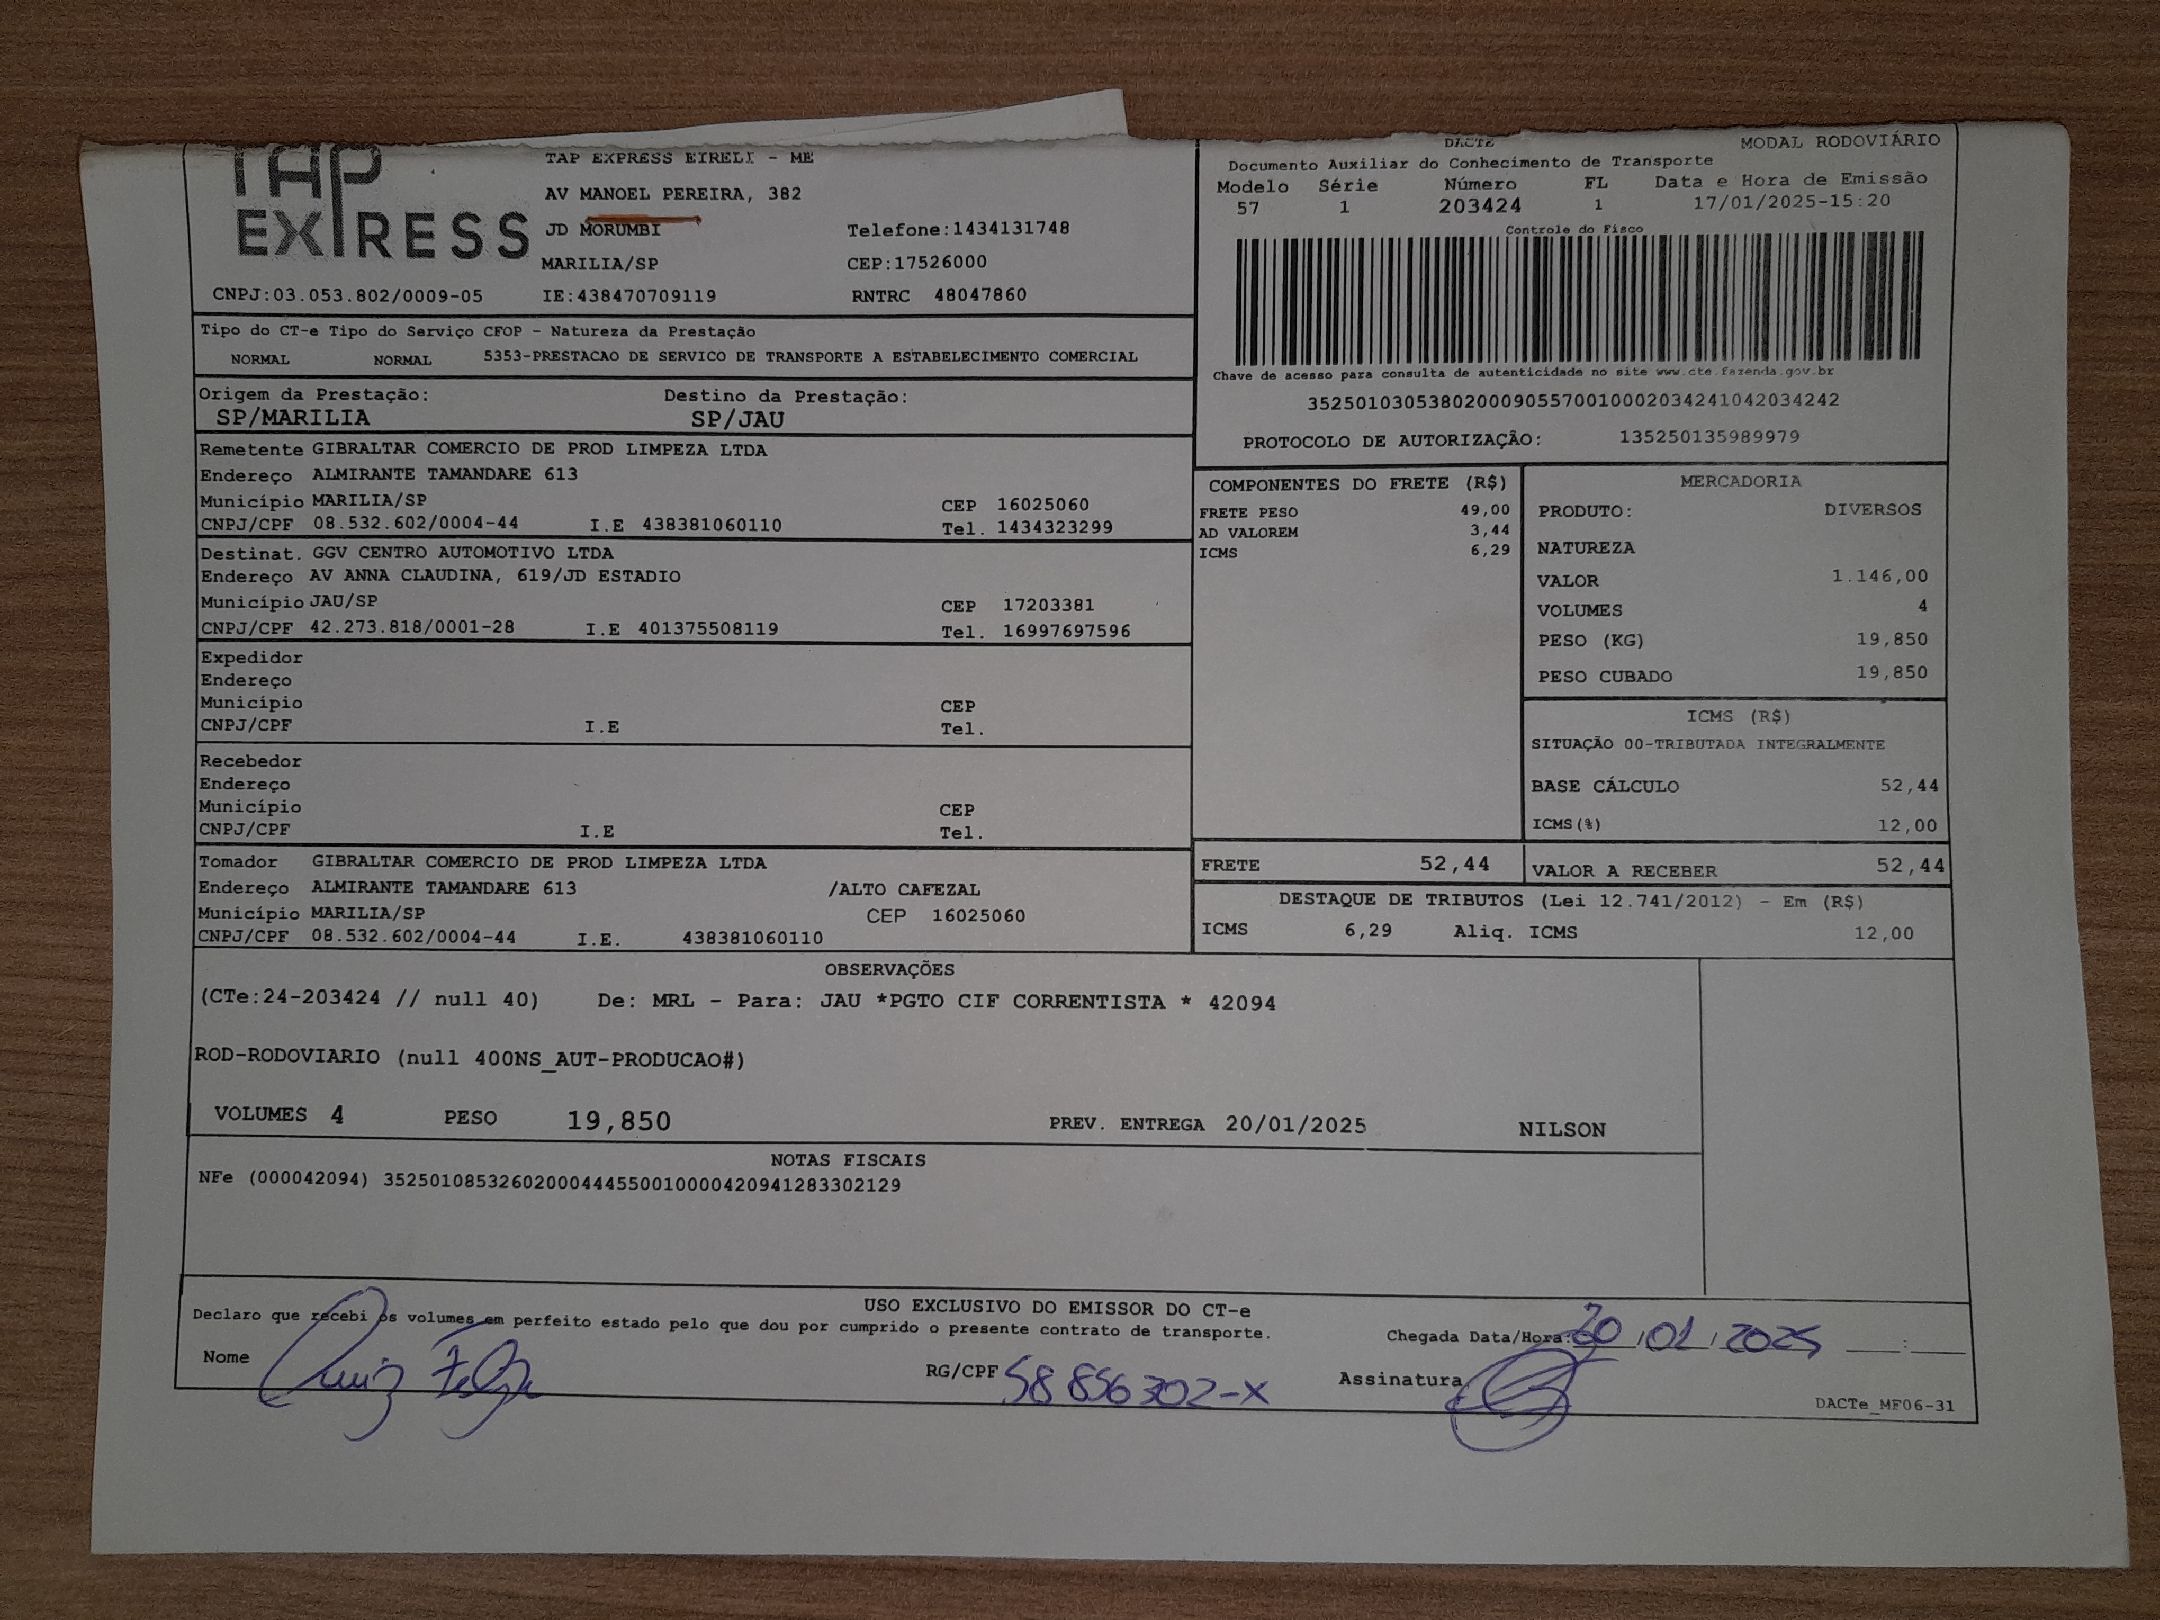 TAP
EXPRESS
TAP EXPRESS EIRELI - ME
AV MANOEL PEREIRA, 382
JD MORUMBI Telefone:1434131748
MARILIA/SP CEP:17526000
CNPJ:03.053.802/0009-05 IE:438470709119 RNTRC 48047860
DACTE MODAL RODOVIÁRIO
Documento Auxiliar do Conhecimento de Transporte
Modelo Série Número FL Data e Hora de Emissão
57 1 203424 1 17/01/2025-15:20
Controle do Fisco
Chave de acesso para consulta de autenticidade no site www.cte.fazenda.gov.br
35250103053802000905570010002034241042034242
PROTOCOLO DE AUTORIZAÇÃO: 135250135989979
Tipo do CT-e Tipo do Serviço CFOP - Natureza da Prestação
NORMAL NORMAL 5353-PRESTACAO DE SERVICO DE TRANSPORTE A ESTABELECIMENTO COMERCIAL
Origem da Prestação: Destino da Prestação:
SP/MARILIA SP/JAU
Remetente GIBRALTAR COMERCIO DE PROD LIMPEZA LTDA
Endereço ALMIRANTE TAMANDARE 613
Município MARILIA/SP CEP 16025060
CNPJ/CPF 08.532.602/0004-44 I.E 438381060110 Tel. 1434323299
Destinat. GGV CENTRO AUTOMOTIVO LTDA
Endereço AV ANNA CLAUDINA, 619/JD ESTADIO
Município JAU/SP CEP 17203381
CNPJ/CPF 42.273.818/0001-28 I.E 401375508119 Tel. 16997697596
Expedidor
Endereço
Município CEP
CNPJ/CPF I.E Tel.
Recebedor
Endereço
Município CEP
CNPJ/CPF I.E Tel.
Tomador GIBRALTAR COMERCIO DE PROD LIMPEZA LTDA
Endereço ALMIRANTE TAMANDARE 613 /ALTO CAFEZAL
Município MARILIA/SP CEP 16025060
CNPJ/CPF 08.532.602/0004-44 I.E. 438381060110
COMPONENTES DO FRETE (R$)
FRETE PESO 49,00
AD VALOREM 3,44
ICMS 6,29
MERCADORIA
PRODUTO: DIVERSOS
NATUREZA
VALOR 1.146,00
VOLUMES 4
PESO (KG) 19,850
PESO CUBADO 19,850
ICMS (R$)
SITUAÇÃO 00-TRIBUTADA INTEGRALMENTE
BASE CÁLCULO 52,44
ICMS(%) 12,00
FRETE 52,44 VALOR A RECEBER 52,44
DESTAQUE DE TRIBUTOS (Lei 12.741/2012) - Em (R$)
ICMS 6,29 Aliq. ICMS 12,00
OBSERVAÇÕES
(CTe:24-203424 // null 40) De: MRL - Para: JAU *PGTO CIF CORRENTISTA * 42094
ROD-RODOVIARIO (null 400NS_AUT-PRODUCAO#)
VOLUMES 4 PESO 19,850 PREV. ENTREGA 20/01/2025 NILSON
NOTAS FISCAIS
NFe (000042094) 35250108532602000444550010000420941283302129
USO EXCLUSIVO DO EMISSOR DO CT-e
Declaro que recebi os volumes em perfeito estado pelo que dou por cumprido o presente contrato de transporte.
Chegada Data/Hora: 20/01/2025 ___:___
Nome Luiz Felipe RG/CPF 58856302-X Assinatura
DACTe_MF06-31